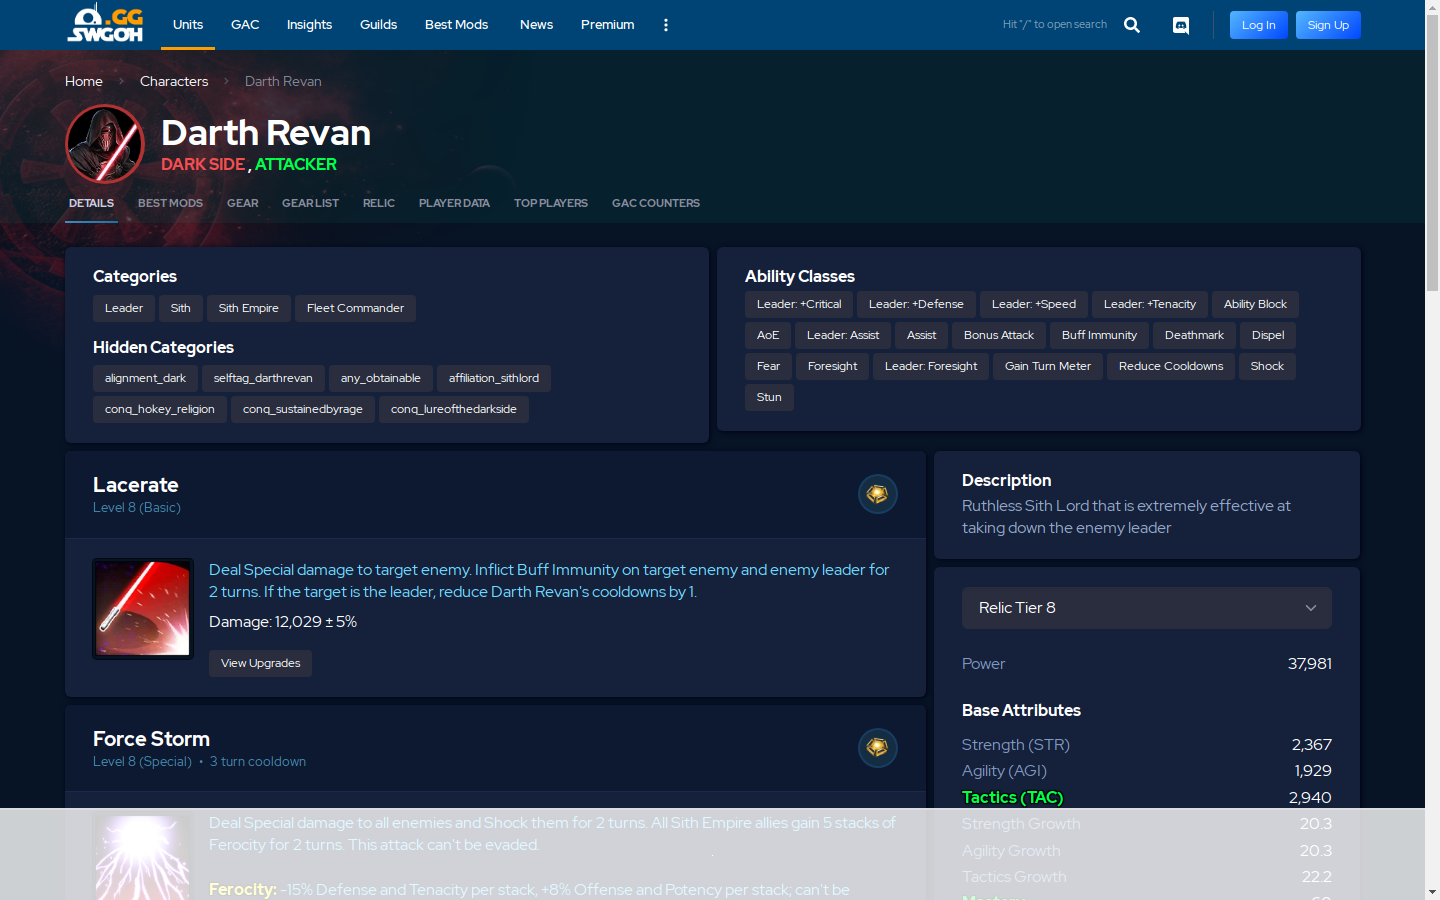 .GG
SWGOH
Units
GAC
Insights
Guilds
Best Mods
News
Premium
Hit "/" to open search
Log In
Sign Up
Home
Characters
Darth Revan
Darth Revan
DARK SIDE , ATTACKER
DETAILS
BEST MODS
GEAR
GEAR LIST
RELIC
PLAYER DATA
TOP PLAYERS
GAC COUNTERS
Categories
Leader
Sith
Sith Empire
Fleet Commander
Hidden Categories
alignment_dark
selftag_darthrevan
any_obtainable
affiliation_sithlord
conq_hokey_religion
conq_sustainedbyrage
conq_lureofthedarkside
Ability Classes
Leader: +Critical
Leader: +Defense
Leader: +Speed
Leader: +Tenacity
Ability Block
AoE
Leader: Assist
Assist
Bonus Attack
Buff Immunity
Deathmark
Dispel
Fear
Foresight
Leader: Foresight
Gain Turn Meter
Reduce Cooldowns
Shock
Stun
Lacerate
Level 8 (Basic)
Deal Special damage to target enemy. Inflict Buff Immunity on target enemy and enemy leader for
2 turns. If the target is the leader, reduce Darth Revan's cooldowns by 1.
Damage: 12,029 ± 5%
View Upgrades
Force Storm
Level 8 (Special) • 3 turn cooldown
Deal Special damage to all enemies and Shock them for 2 turns. All Sith Empire allies gain 5 stacks of
Ferocity for 2 turns. This attack can't be evaded.
Ferocity: -15% Defense and Tenacity per stack, +8% Offense and Potency per stack; can't be
Description
Ruthless Sith Lord that is extremely effective at
taking down the enemy leader
Relic Tier 8
Power 37,981
Base Attributes
Strength (STR) 2,367
Agility (AGI) 1,929
Tactics (TAC) 2,940
Strength Growth 20.3
Agility Growth 20.3
Tactics Growth 22.2